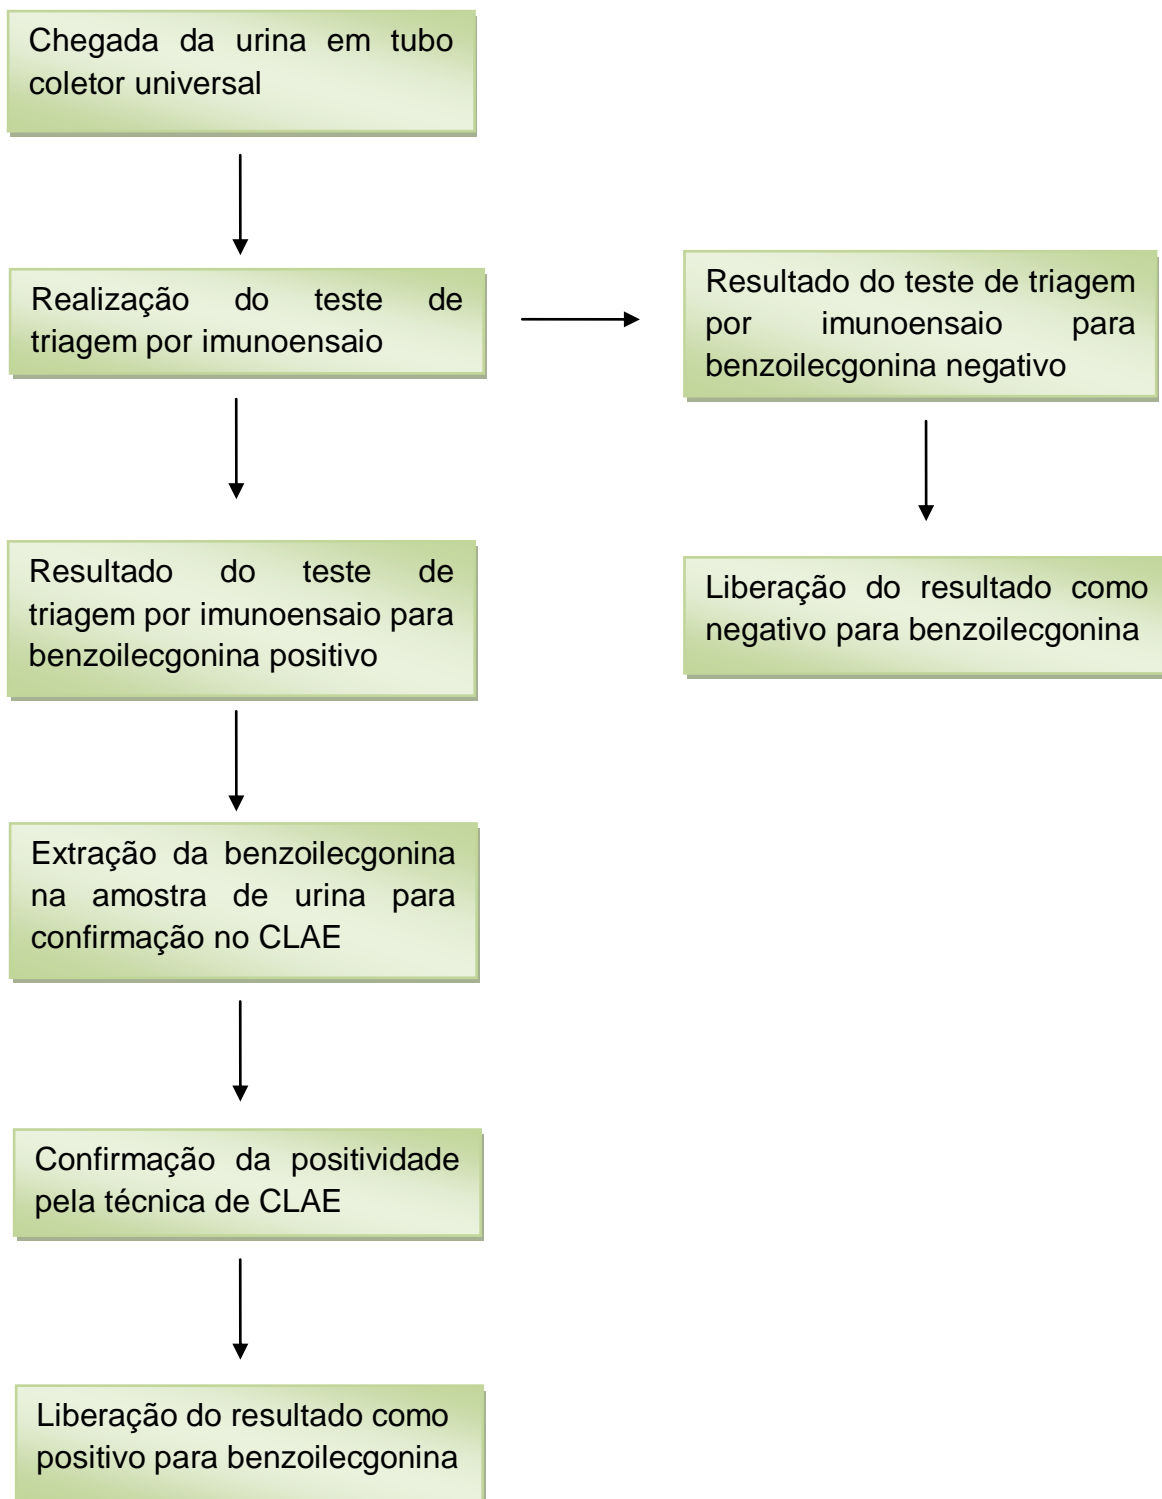 Chegada da urina em tubo
coletor universal
Realização do teste de
triagem por imunoensaio
Resultado do teste de triagem
por imunoensaio para
benzoilecgonina negativo
Resultado do teste de
triagem por imunoensaio para
benzoilecgonina positivo
Liberação do resultado como
negativo para benzoilecgonina
Extração da benzoilecgonina
na amostra de urina para
confirmação no CLAE
Confirmação da positividade
pela técnica de CLAE
Liberação do resultado como
positivo para benzoilecgonina